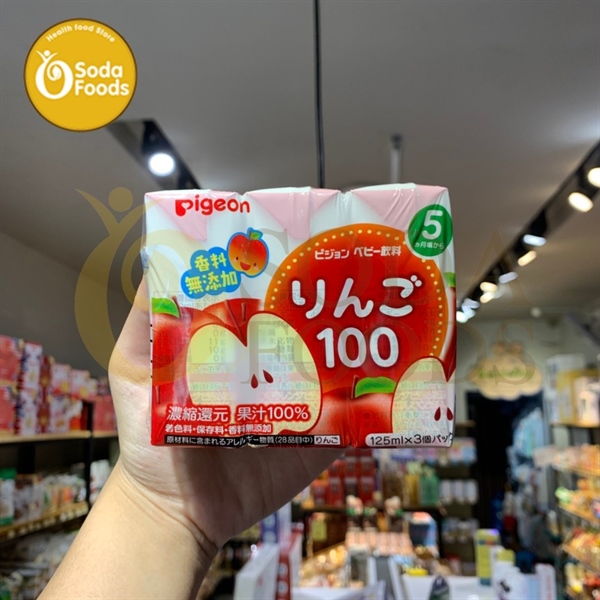 Health food Store
Soda
Foods
Pigeon
5
ヵ月頃から
香料
無添加
ピジョン ベビー飲料
りんご
100
濃縮還元 果汁100%
着色料・保存料・香料無添加
原材料に含まれるアレルギー物質(28品目中) りんご
125ml×3個パック
SODA
FOODS